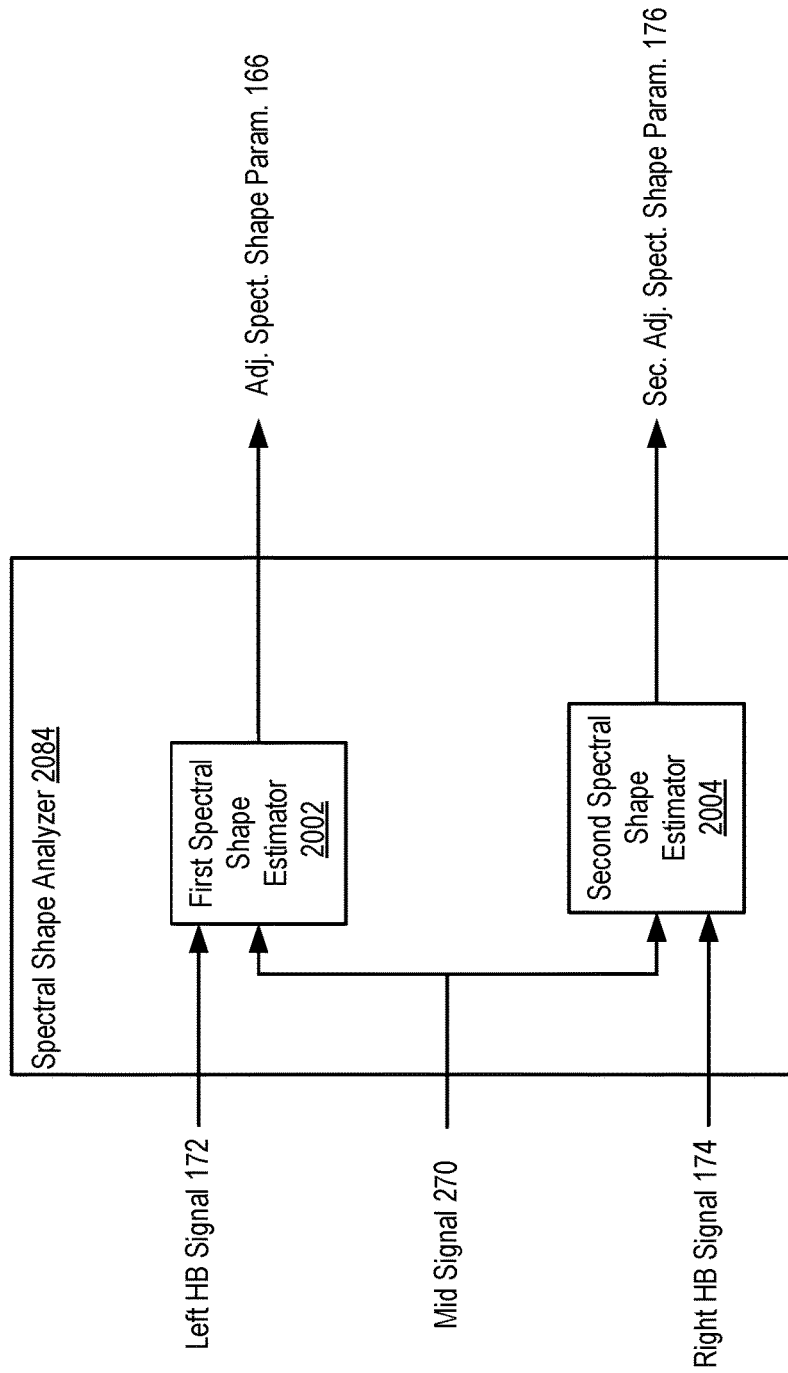 Spectral Shape Analyzer 2084
Left HB Signal 172
First Spectral
Shape
Estimator
2002
Adj. Spect. Shape Param. 166
Mid Signal 270
Second Spectral
Shape
Estimator
2004
Sec. Adj. Spect. Shape Param. 176
Right HB Signal 174